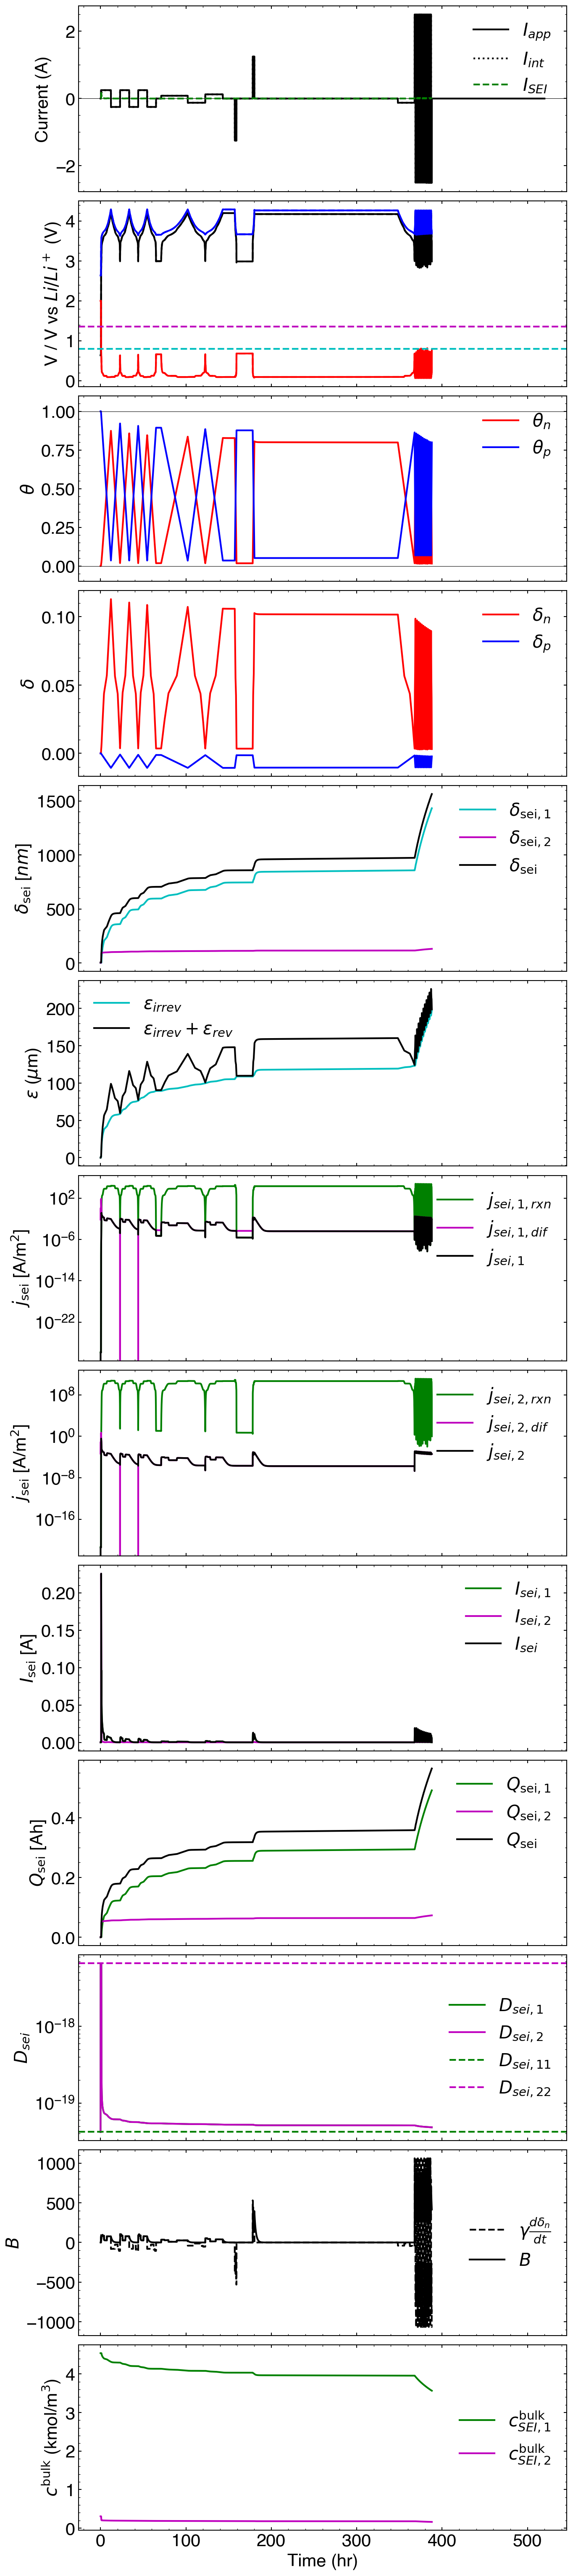 2
0
−2
Current (A)
I_app
I_int
I_SEI
4
3
2
1
0
V / V vs Li/Li⁺ (V)
1.00
0.75
0.50
0.25
0.00
θ
θ_n
θ_p
0.10
0.05
0.00
δ
δ_n
δ_p
1500
1000
500
0
δ_sei [nm]
δ_sei, 1
δ_sei, 2
δ_sei
200
150
100
50
0
ε (μm)
ε_irrev
ε_irrev + ε_rev
10²
10⁻⁶
10⁻¹⁴
10⁻²²
j_sei [A/m²]
j_sei, 1, rxn
j_sei, 1, dif
j_sei, 1
10⁸
10⁰
10⁻⁸
10⁻¹⁶
j_sei [A/m²]
j_sei, 2, rxn
j_sei, 2, dif
j_sei, 2
0.20
0.15
0.10
0.05
0.00
I_sei [A]
I_sei, 1
I_sei, 2
I_sei
0.4
0.2
0.0
Q_sei [Ah]
Q_sei, 1
Q_sei, 2
Q_sei
10⁻¹⁸
10⁻¹⁹
D_sei
D_sei, 1
D_sei, 2
D_sei, 11
D_sei, 22
1000
500
0
−500
−1000
B
γ dδ_n/dt
B
4
3
2
1
0
c^bulk (kmol/m³)
c^bulk_SEI, 1
c^bulk_SEI, 2
0 100 200 300 400 500
Time (hr)